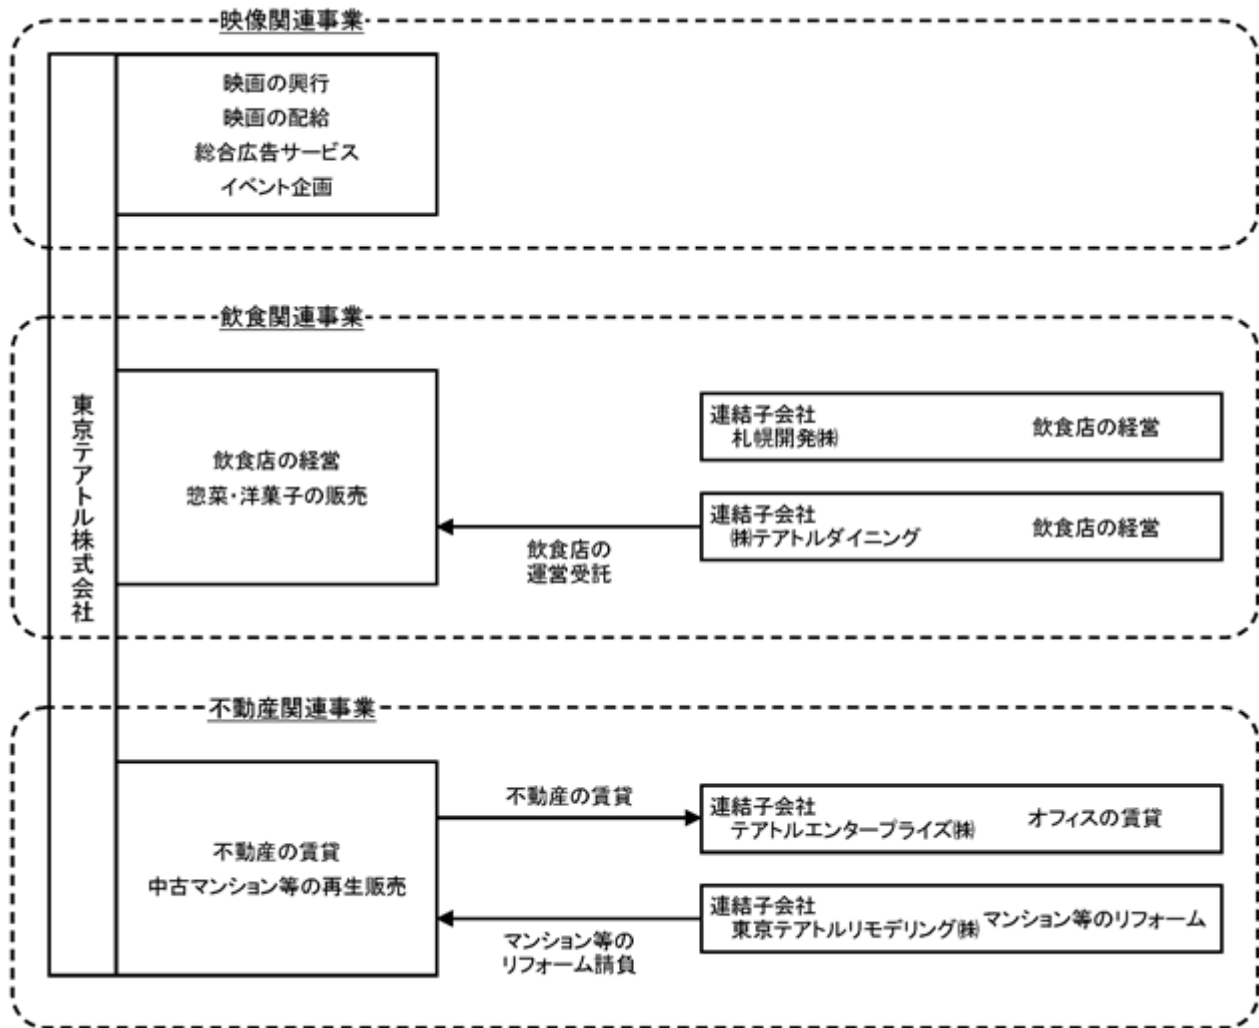 映像関連事業
映画の興行
映画の配給
総合広告サービス
イベント企画
東京テアトル株式会社
飲食関連事業
飲食店の経営
惣菜・洋菓子の販売
連結子会社
札幌開発㈱
飲食店の経営
連結子会社
㈱テアトルダイニング
飲食店の経営
飲食店の
運営受託
不動産関連事業
不動産の賃貸
中古マンション等の再生販売
不動産の賃貸
連結子会社
テアトルエンタープライズ㈱
オフィスの賃貸
連結子会社
東京テアトルリモデリング㈱
マンション等のリフォーム
マンション等の
リフォーム請負